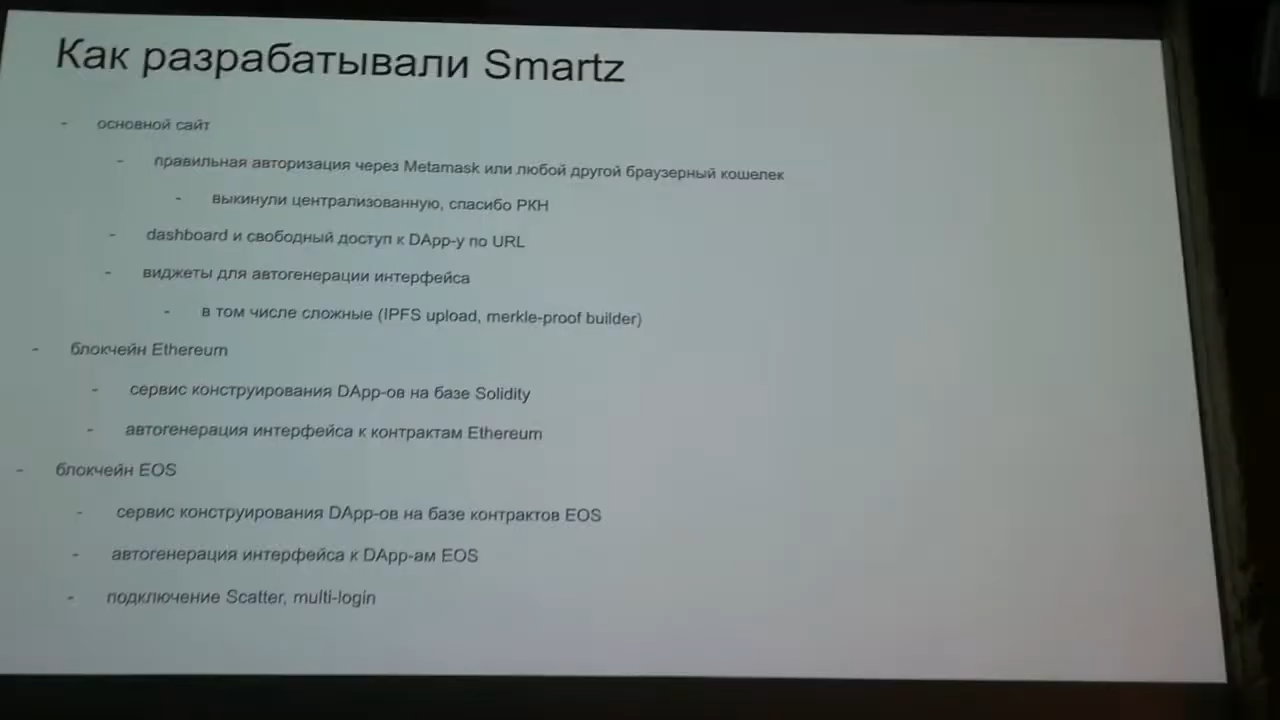 Как разрабатывали Smartz
- основной сайт
- правильная авторизация через Metamask или любой другой браузерный кошелек
- выкинули централизованную, спасибо РКН
- dashboard и свободный доступ к DApp-у по URL
- виджеты для автогенерации интерфейса
- в том числе сложные (IPFS upload, merkle-proof builder)
- блокчейн Ethereum
- сервис конструирования DApp-ов на базе Solidity
- автогенерация интерфейса к контрактам Ethereum
- блокчейн EOS
- сервис конструирования DApp-ов на базе контрактов EOS
- автогенерация интерфейса к DApp-ам EOS
- подключение Scatter, multi-login